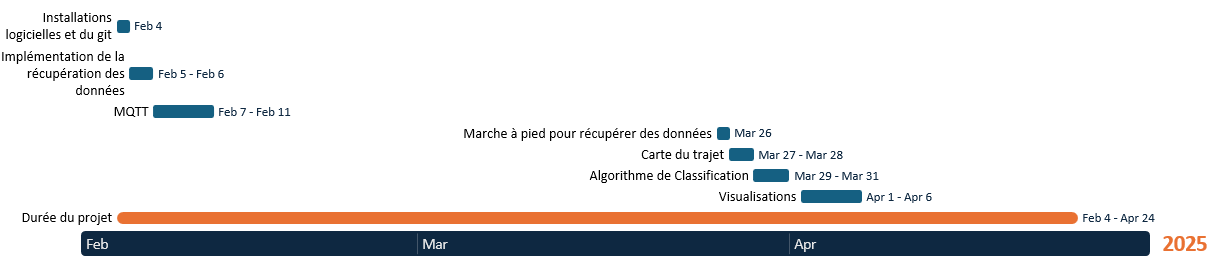 Installations
logicielles et du git
Feb 4
Implémentation de la
récupération des
données
Feb 5 - Feb 6
MQTT
Feb 7 - Feb 11
Marche à pied pour récupérer des données
Mar 26
Carte du trajet
Mar 27 - Mar 28
Algorithme de Classification
Mar 29 - Mar 31
Visualisations
Apr 1 - Apr 6
Durée du projet
Feb 4 - Apr 24
Feb
Mar
Apr
2025